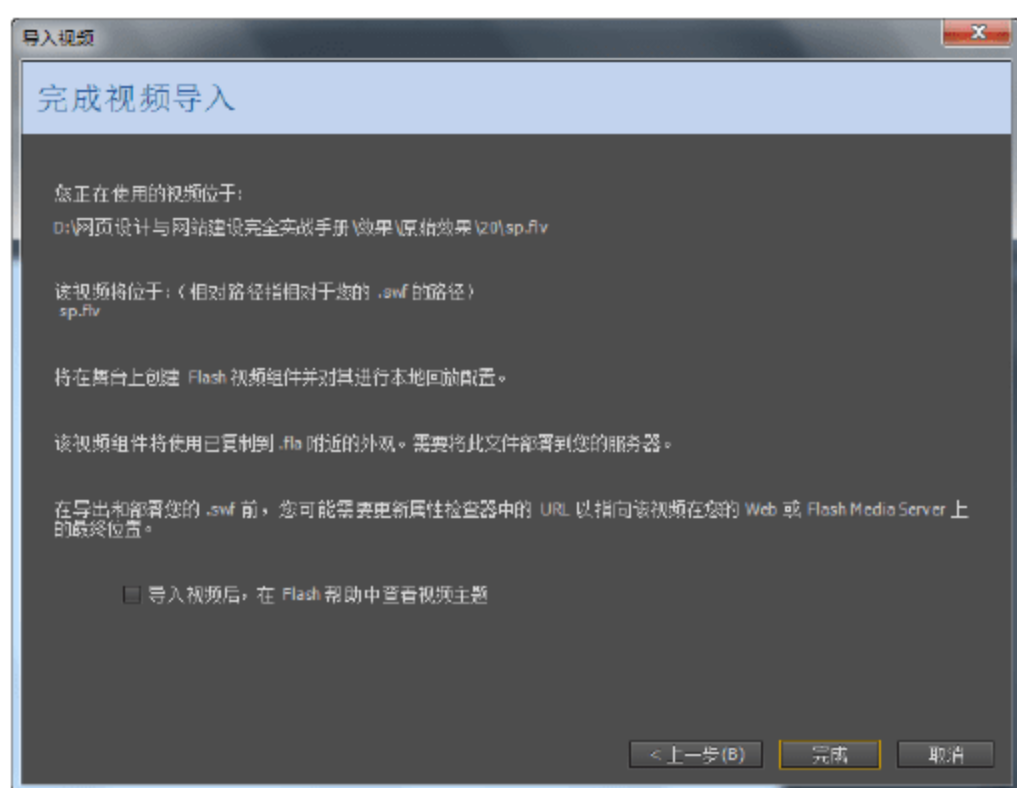 导入视频
完成视频导入
您正在使用的视频位于:
D:\网页设计与网站建设完全实战手册\效果\原始效果\20\sp.flv
该视频将位于:(相对路径指相对于您的 .swf 的路径)
sp.flv
将在舞台上创建 Flash 视频组件并对其进行本地回放配置。
该视频组件将使用已复制到 .fla 附近的外观。需要将此文件部署到您的服务器。
在导出和部署您的 .swf 前，您可能需要更新属性检查器中的 URL 以指向该视频在您的 Web 或 Flash Media Server 上
的最终位置。
导入视频后，在 Flash 帮助中查看视频主题
<上一步(B)
完成
取消